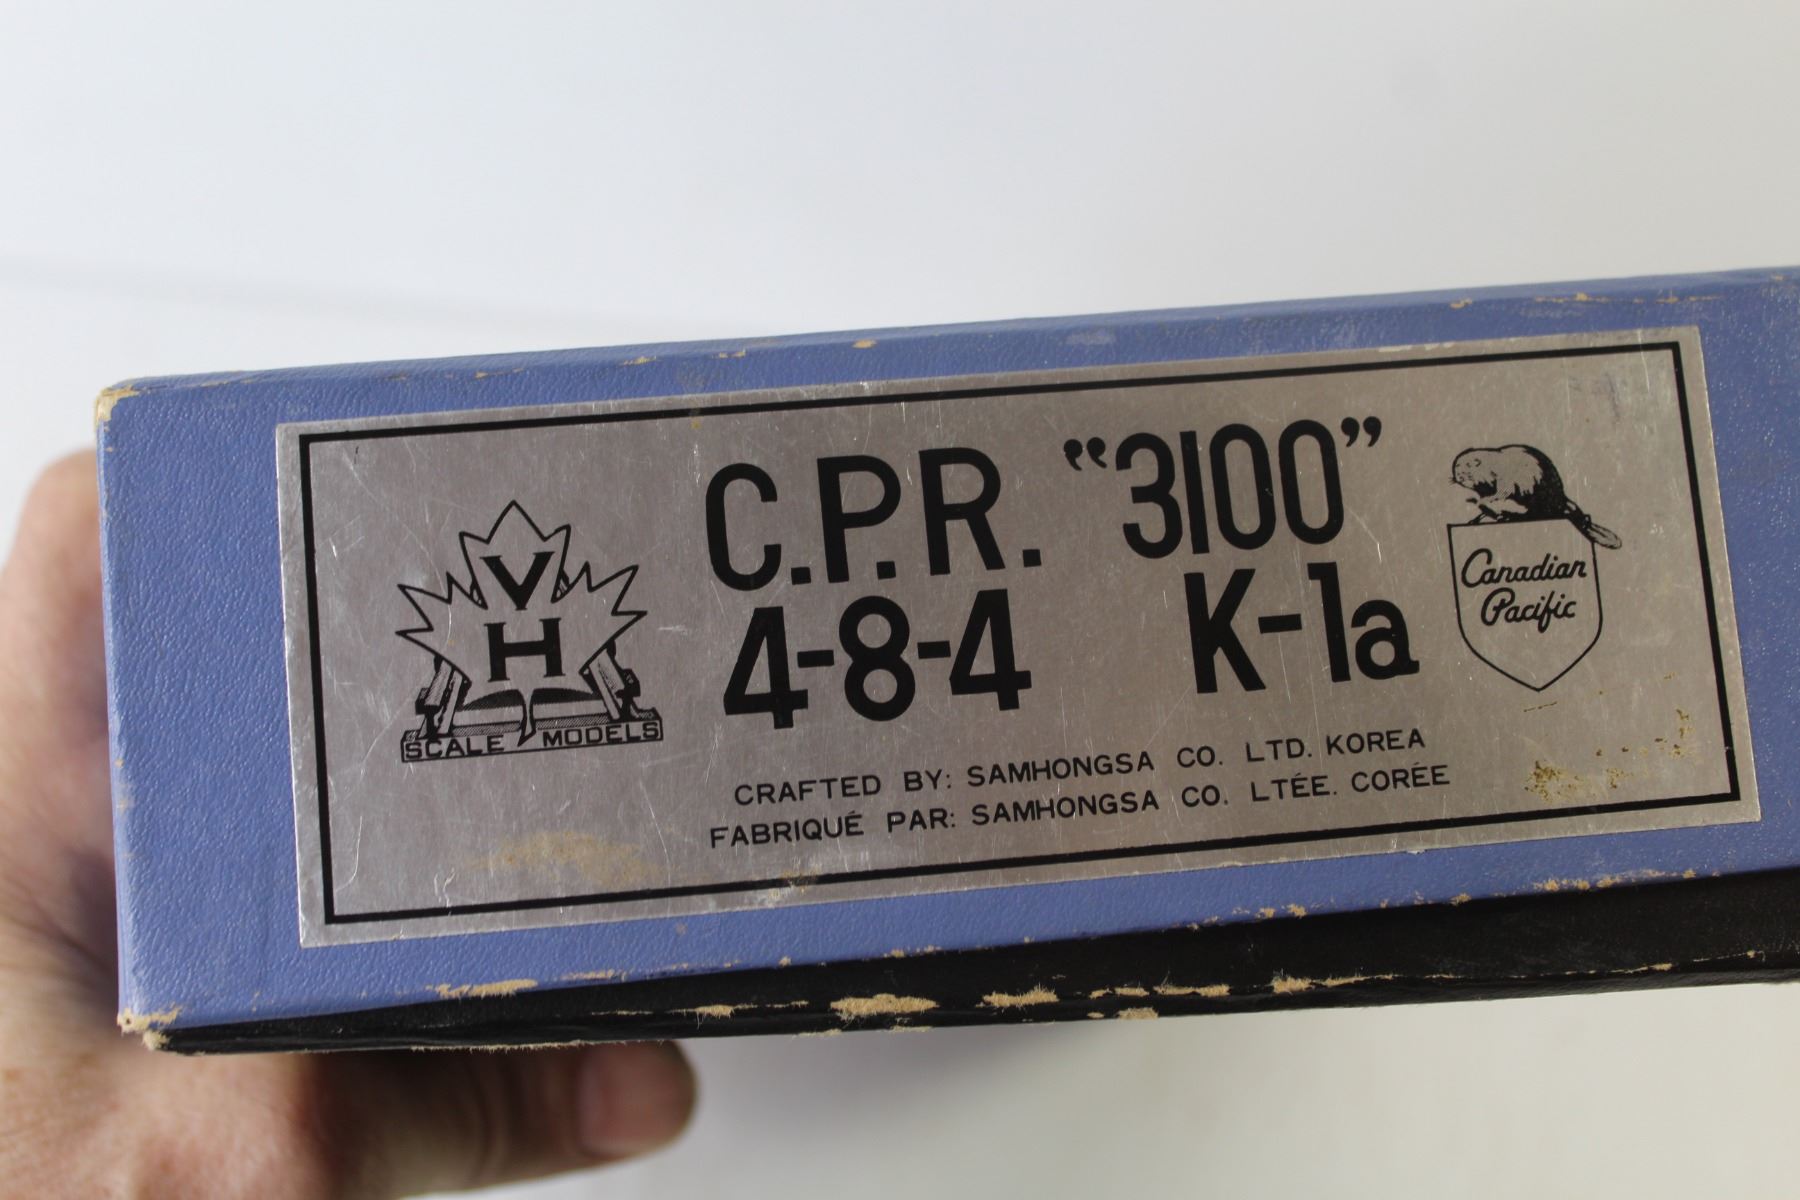 V
H
SCALE MODELS
C.P.R. “3100”
4-8-4 K-1a
CRAFTED BY: SAMHONGSA CO. LTD. KOREA
FABRIQUÉ PAR: SAMHONGSA CO. LTÉE. CORÉE
Canadian
Pacific